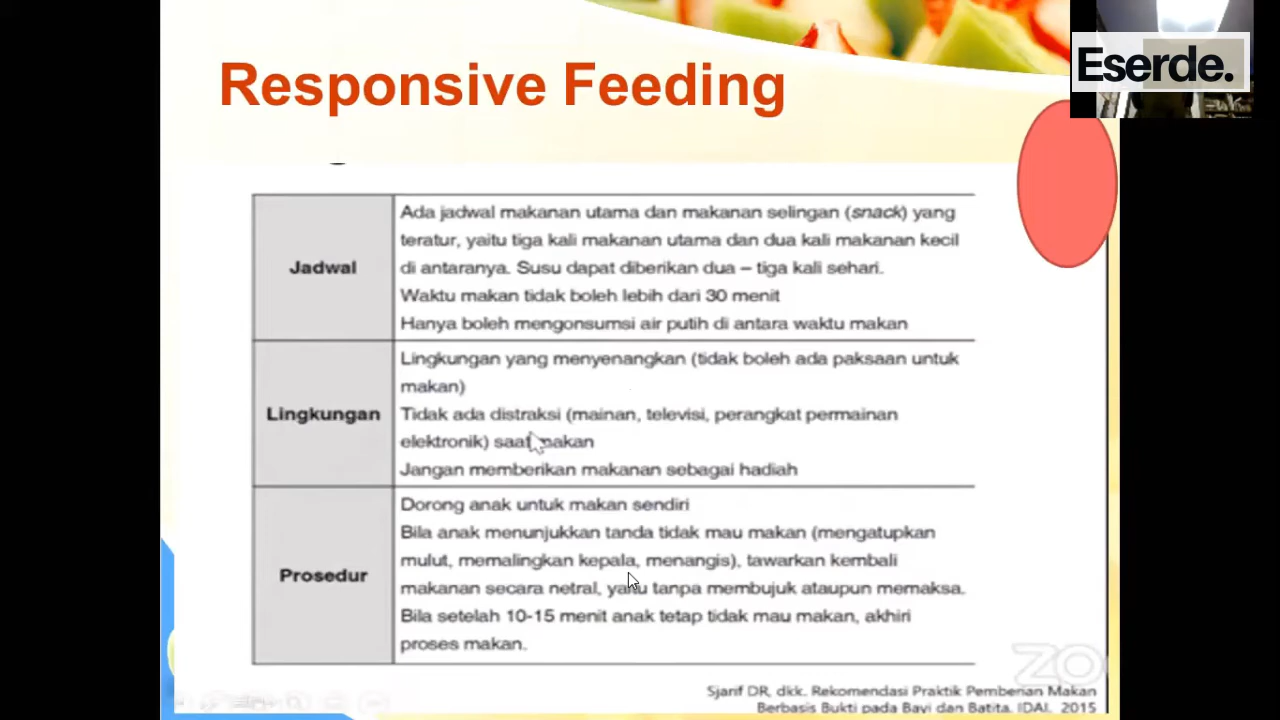 Eserde.
Responsive Feeding
Jadwal
Ada jadwal makanan utama dan makanan selingan (snack) yang
teratur, yaitu tiga kali makanan utama dan dua kali makanan kecil
di antaranya. Susu dapat diberikan dua – tiga kali sehari.
Waktu makan tidak boleh lebih dari 30 menit
Hanya boleh mengonsumsi air putih di antara waktu makan
Lingkungan
Lingkungan yang menyenangkan (tidak boleh ada paksaan untuk
makan)
Tidak ada distraksi (mainan, televisi, perangkat permainan
elektronik) saat makan
Jangan memberikan makanan sebagai hadiah
Prosedur
Dorong anak untuk makan sendiri
Bila anak menunjukkan tanda tidak mau makan (mengatupkan
mulut, memalingkan kepala, menangis), tawarkan kembali
makanan secara netral, yaitu tanpa membujuk ataupun memaksa.
Bila setelah 10-15 menit anak tetap tidak mau makan, akhiri
proses makan.
ZO
Sjarif DR, dkk. Rekomendasi Praktik Pemberian Makan
Berbasis Bukti pada Bayi dan Batita. IDAI. 2015